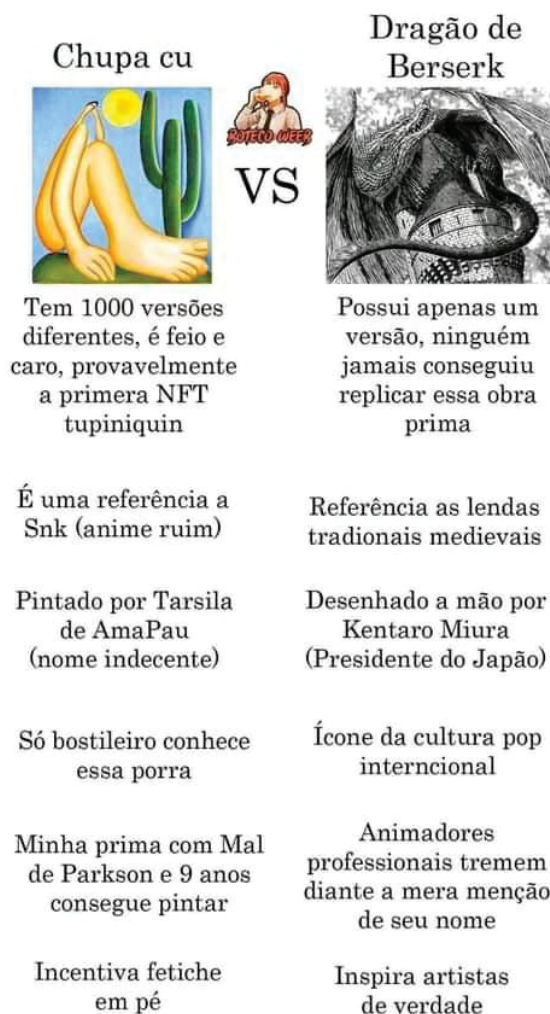 Chupa cu
BOTECO WEEB
VS
Dragão de
Berserk
Tem 1000 versões
diferentes, é feio e
caro, provavelmente
a primera NFT
tupiniquin
Possui apenas um
versão, ninguém
jamais conseguiu
replicar essa obra
prima
É uma referência a
Snk (anime ruim)
Referência as lendas
tradionais medievais
Pintado por Tarsila
de AmaPau
(nome indecente)
Desenhado a mão por
Kentaro Miura
(Presidente do Japão)
Só bostileiro conhece
essa porra
Ícone da cultura pop
interncional
Minha prima com Mal
de Parkson e 9 anos
consegue pintar
Animadores
professionais tremem
diante a mera menção
de seu nome
Incentiva fetiche
em pé
Inspira artistas
de verdade